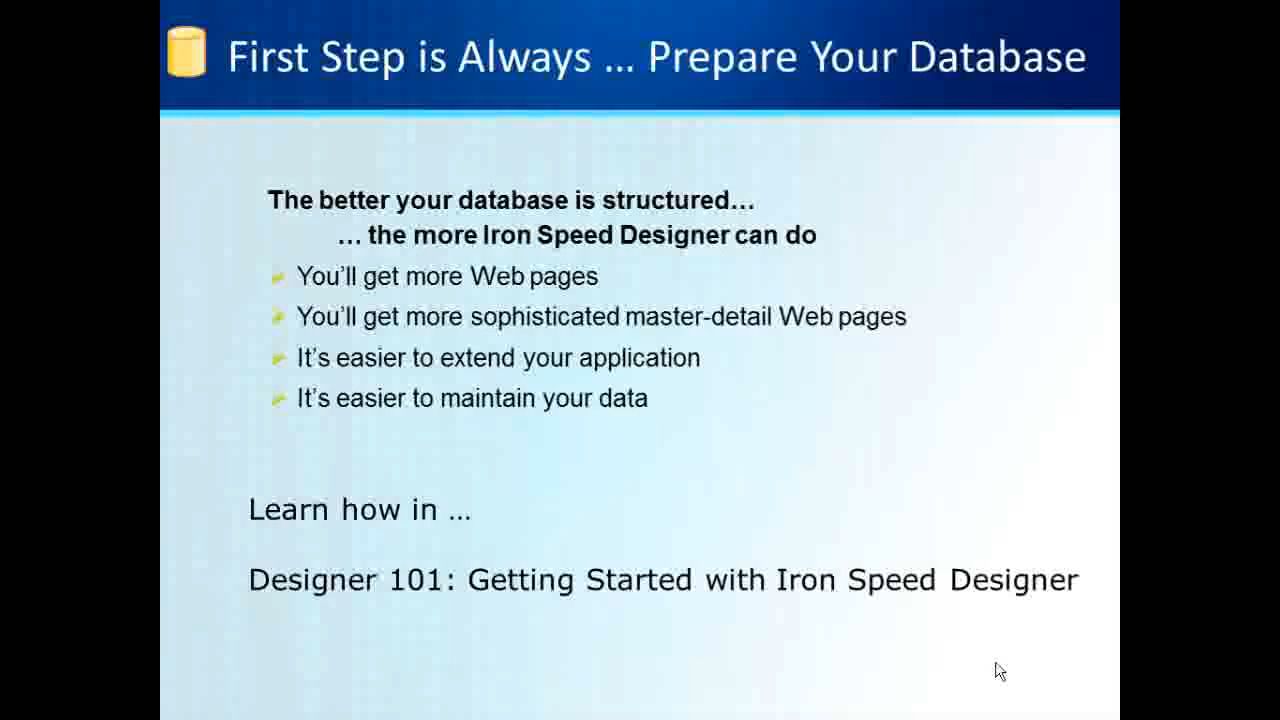 First Step is Always … Prepare Your Database
The better your database is structured…
… the more Iron Speed Designer can do
You’ll get more Web pages
You’ll get more sophisticated master-detail Web pages
It’s easier to extend your application
It’s easier to maintain your data
Learn how in …
Designer 101: Getting Started with Iron Speed Designer